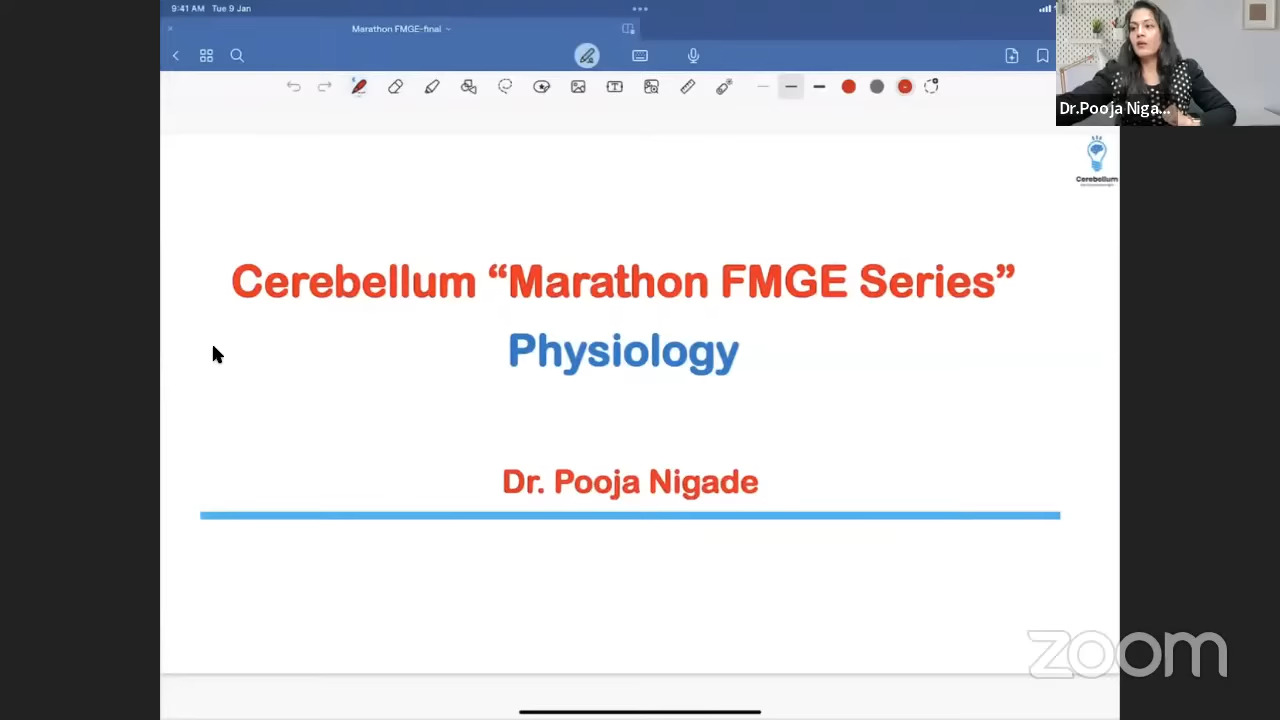 9:41 AM Tue 9 Jan
Marathon FMGE-final
Dr.Pooja Niga...
Cerebellum
Cerebellum “Marathon FMGE Series”
Physiology
Dr. Pooja Nigade
zoom